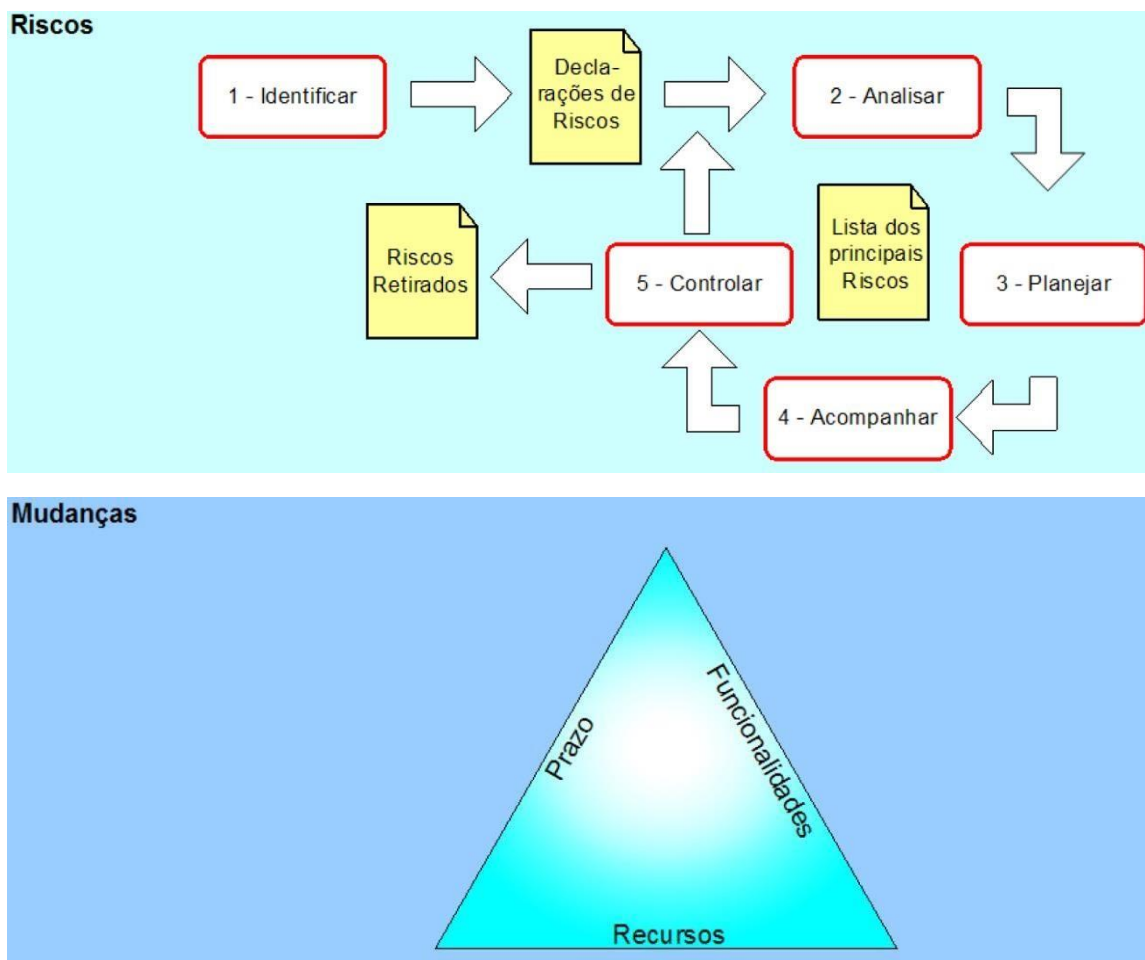 Riscos
1 - Identificar
Decla-
rações de
Riscos
2 - Analisar
Riscos
Retirados
5 - Controlar
Lista dos
principais
Riscos
3 - Planejar
4 - Acompanhar
Mudanças
Prazo
Funcionalidades
Recursos